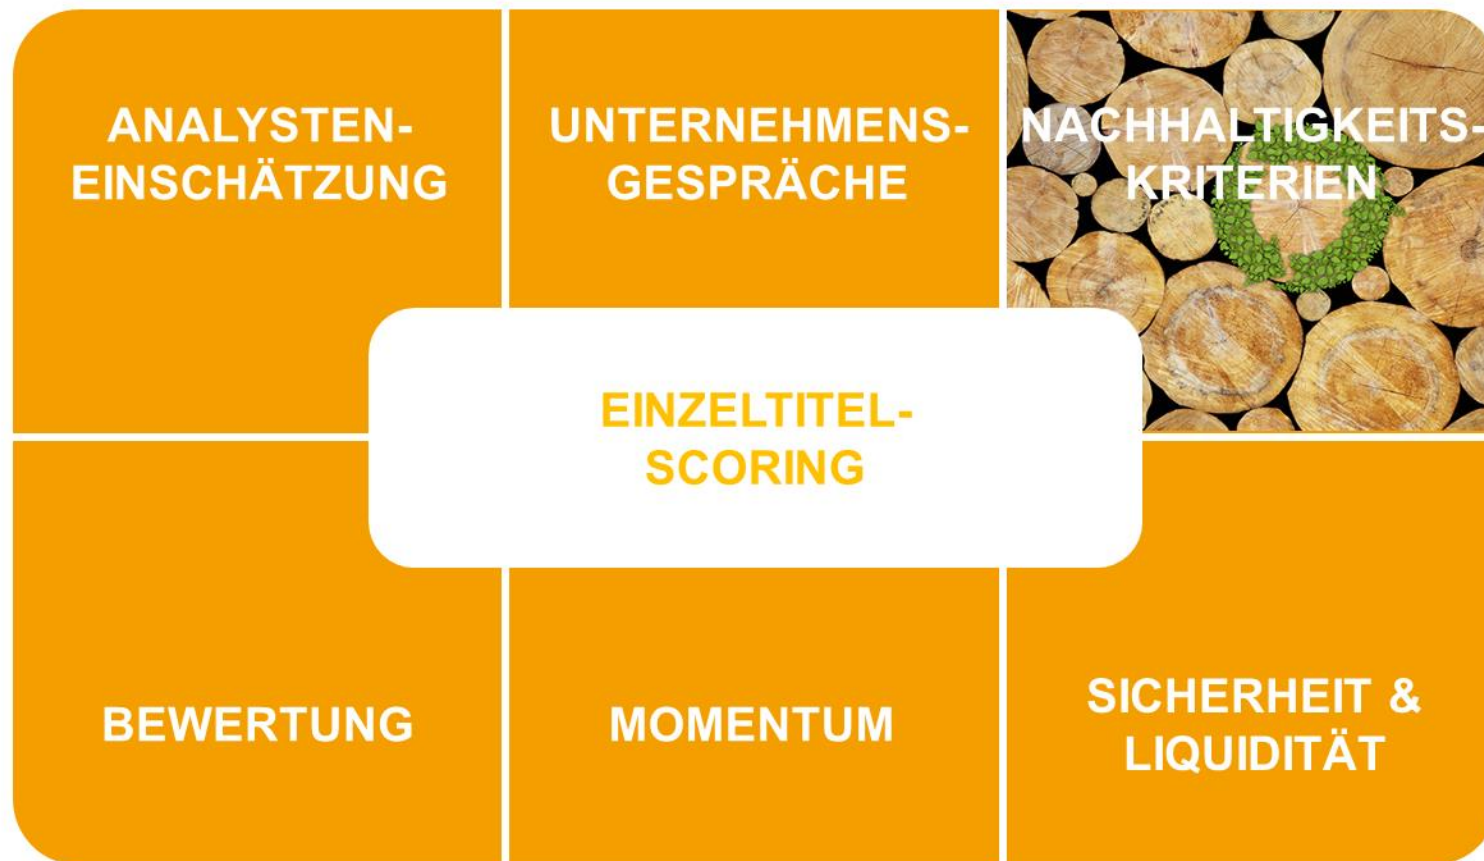 ANALYSTEN-
EINSCHÄTZUNG
UNTERNEHMENS-
GESPRÄCHE
NACHHALTIGKEITS-
KRITERIEN
EINZELTITEL-
SCORING
BEWERTUNG
MOMENTUM
SICHERHEIT &
LIQUIDITÄT